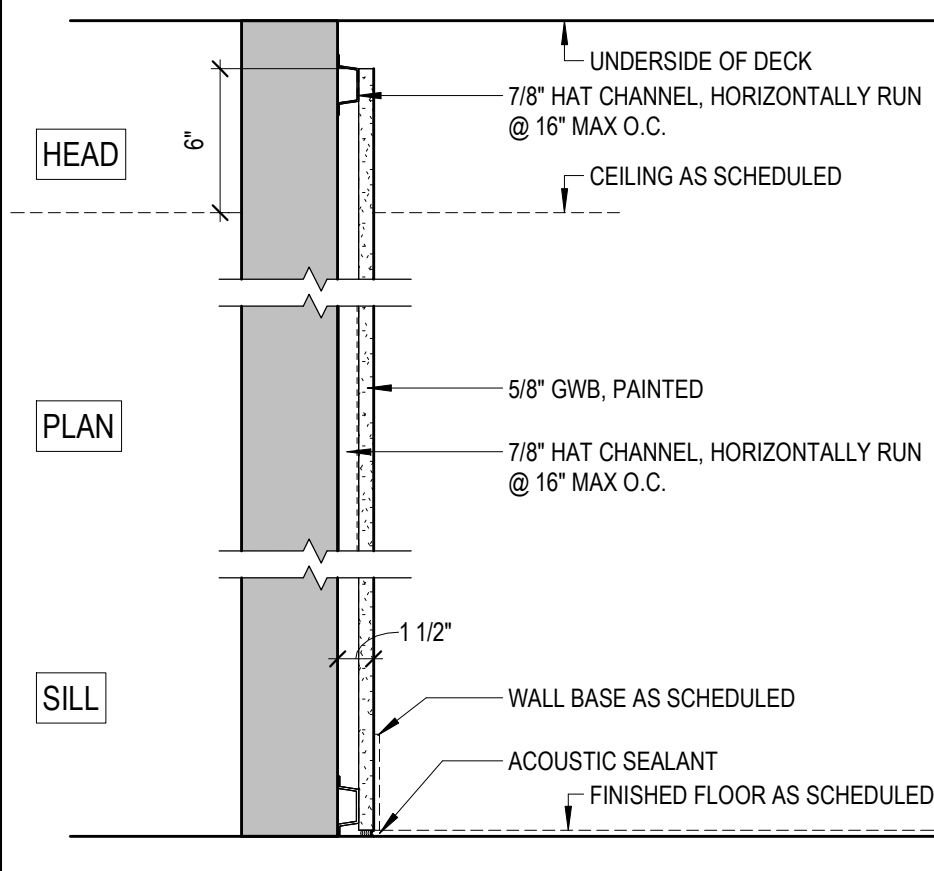 UNDERSIDE OF DECK
7/8" HAT CHANNEL, HORIZONTALLY RUN
@ 16" MAX O.C.
6"
HEAD
CEILING AS SCHEDULED
5/8" GWB, PAINTED
PLAN
7/8" HAT CHANNEL, HORIZONTALLY RUN
@ 16" MAX O.C.
1 1/2"
SILL
WALL BASE AS SCHEDULED
ACOUSTIC SEALANT
FINISHED FLOOR AS SCHEDULED